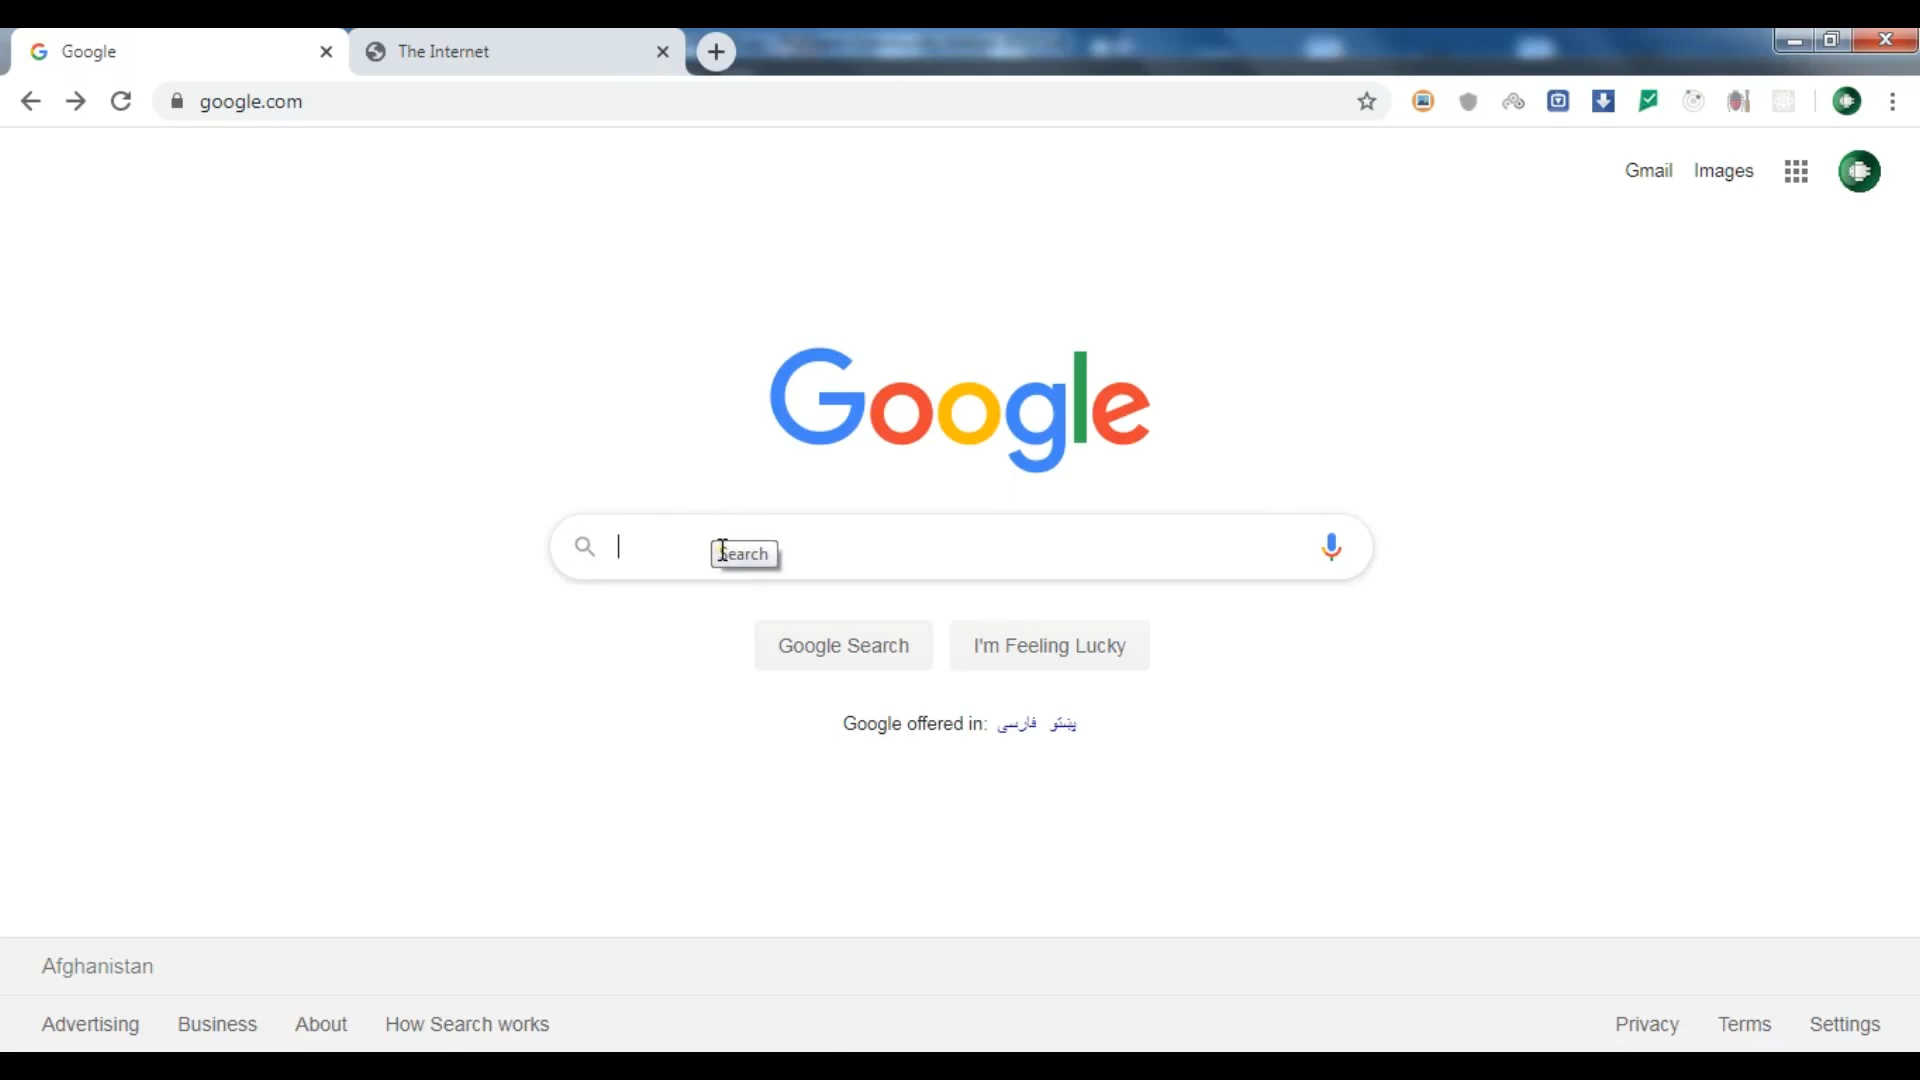 Google
The Internet
google.com
Gmail Images
Google
Search
Google Search I'm Feeling Lucky
Google offered in: فارسی پښتو
Afghanistan
Advertising Business About How Search works Privacy Terms Settings